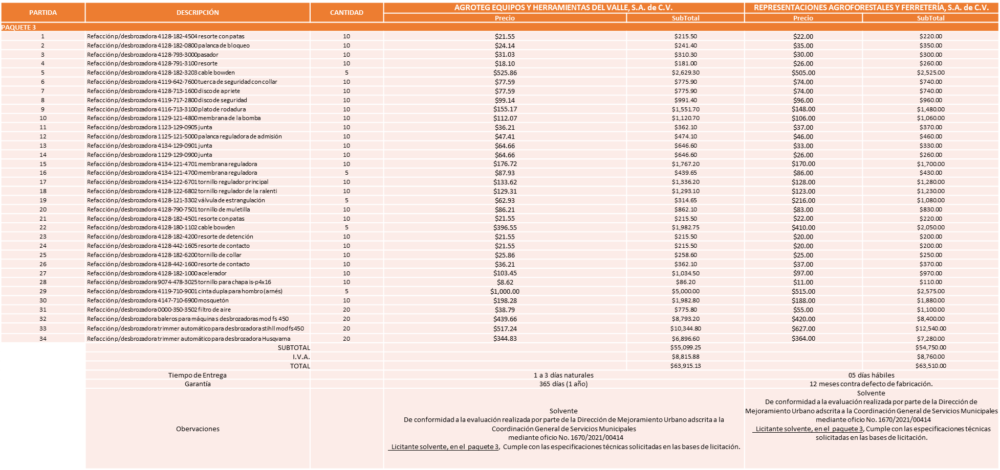 PARTIDA DESCRIPCIÓN CANTIDAD AGROTEG EQUIPOS Y HERRAMIENTAS DEL VALLE, S.A. de C.V. REPRESENTACIONES AGROFORESTALES Y FERRETERÍA, S.A. de C.V.
Precio SubTotal Precio SubTotal
PAQUETE 3
1 Refacción p/desbrozadora 4128-182-4504 resorte con patas 10 $21.55 $215.50 $22.00 $220.00
2 Refacción p/desbrozadora 4128-182-0800 palanca de bloqueo 10 $24.14 $241.40 $35.00 $350.00
3 Refacción p/desbrozadora 4128-793-3000 pasador 10 $31.03 $310.30 $30.00 $300.00
4 Refacción p/desbrozadora 4128-791-3100 resorte 10 $18.10 $181.00 $26.00 $260.00
5 Refacción p/desbrozadora 4128-182-3203 cable bowden 5 $525.86 $2,629.30 $505.00 $2,525.00
6 Refacción p/desbrozadora 4119-642-7600 tuerca de seguridad con collar 10 $77.59 $775.90 $74.00 $740.00
7 Refacción p/desbrozadora 4128-713-1600 disco de apriete 10 $77.59 $775.90 $74.00 $740.00
8 Refacción p/desbrozadora 4119-717-2800 disco de seguridad 10 $99.14 $991.40 $96.00 $960.00
9 Refacción p/desbrozadora 4116-713-3100 plato de rodadura 10 $155.17 $1,551.70 $148.00 $1,480.00
10 Refacción p/desbrozadora 1129-121-4800 membrana de la bomba 10 $112.07 $1,120.70 $106.00 $1,060.00
11 Refacción p/desbrozadora 1123-129-0905 junta 10 $36.21 $362.10 $37.00 $370.00
12 Refacción p/desbrozadora 1125-121-5000 palanca reguladora de admisión 10 $47.41 $474.10 $46.00 $460.00
13 Refacción p/desbrozadora 4134-129-0901 junta 10 $64.66 $646.60 $33.00 $330.00
14 Refacción p/desbrozadora 1129-129-0900 junta 10 $64.66 $646.60 $26.00 $260.00
15 Refacción p/desbrozadora 4134-121-4701 membrana reguladora 10 $176.72 $1,767.20 $170.00 $1,700.00
16 Refacción p/desbrozadora 4134-121-4700 membrana reguladora 5 $87.93 $439.65 $86.00 $430.00
17 Refacción p/desbrozadora 4134-122-6701 tornillo regulador principal 10 $133.62 $1,336.20 $128.00 $1,280.00
18 Refacción p/desbrozadora 4128-122-6802 tornillo regulador de la ralenti 10 $129.31 $1,293.10 $123.00 $1,230.00
19 Refacción p/desbrozadora 4128-121-3302 válvula de estrangulación 5 $62.93 $314.65 $216.00 $1,080.00
20 Refacción p/desbrozadora 4128-790-7501 tornillo de muletilla 10 $86.21 $862.10 $83.00 $830.00
21 Refacción p/desbrozadora 4128-182-4501 resorte con patas 10 $21.55 $215.50 $22.00 $220.00
22 Refacción p/desbrozadora 4128-180-1102 cable bowden 5 $396.55 $1,982.75 $410.00 $2,050.00
23 Refacción p/desbrozadora 4128-182-4200 resorte de detención 10 $21.55 $215.50 $20.00 $200.00
24 Refacción p/desbrozadora 4128-442-1605 resorte de contacto 10 $21.55 $215.50 $20.00 $200.00
25 Refacción p/desbrozadora 4128-182-6200 tornillo de collar 10 $25.86 $258.60 $25.00 $250.00
26 Refacción p/desbrozadora 4128-442-1600 resorte de contacto 10 $36.21 $362.10 $37.00 $370.00
27 Refacción p/desbrozadora 4128-182-1000 acelerador 10 $103.45 $1,034.50 $97.00 $970.00
28 Refacción p/desbrozadora 9074-478-3025 tornillo para chapa is-p4x16 10 $8.62 $86.20 $11.00 $110.00
29 Refacción p/desbrozadora 4119-710-9001 cinta dupla para hombro (arnés) 5 $1,000.00 $5,000.00 $515.00 $2,575.00
30 Refacción p/desbrozadora 4147-710-6900 mosquetón 10 $198.28 $1,982.80 $188.00 $1,880.00
31 Refacción p/desbrozadora 0000-350-3502 filtro de aire 20 $38.79 $775.80 $55.00 $1,100.00
32 Refacción p/desbrozadora baleros para máquinas desbrozadoras mod fs 450 20 $439.66 $8,793.20 $420.00 $8,400.00
33 Refacción p/desbrozadora trimmer automático para desbrozadora stihll mod fs450 20 $517.24 $10,344.80 $627.00 $12,540.00
34 Refacción p/desbrozadora trimmer automático para desbrozadora Husqvarna 20 $344.83 $6,896.60 $364.00 $7,280.00
SUBTOTAL $55,099.25 $54,750.00
I.V.A. $8,815.88 $8,760.00
TOTAL $63,915.13 $63,510.00
Tiempo de Entrega 1 a 3 días naturales 05 días hábiles
Garantía 365 días (1 año) 12 meses contra defecto de fabricación.
Obervaciones
Solvente
De conformidad a la evaluación realizada por parte de la Dirección de Mejoramiento Urbano adscrita a la
Coordinación General de Servicios Municipales
mediante oficio No. 1670/2021/00414
Licitante solvente, en el paquete 3, Cumple con las especificaciones técnicas solicitadas en las bases de licitación.
Solvente
De conformidad a la evaluación realizada por parte de la Dirección de
Mejoramiento Urbano adscrita a la Coordinación General de Servicios Municipales
mediante oficio No. 1670/2021/00414
Licitante solvente, en el paquete 3, Cumple con las especificaciones técnicas
solicitadas en las bases de licitación.